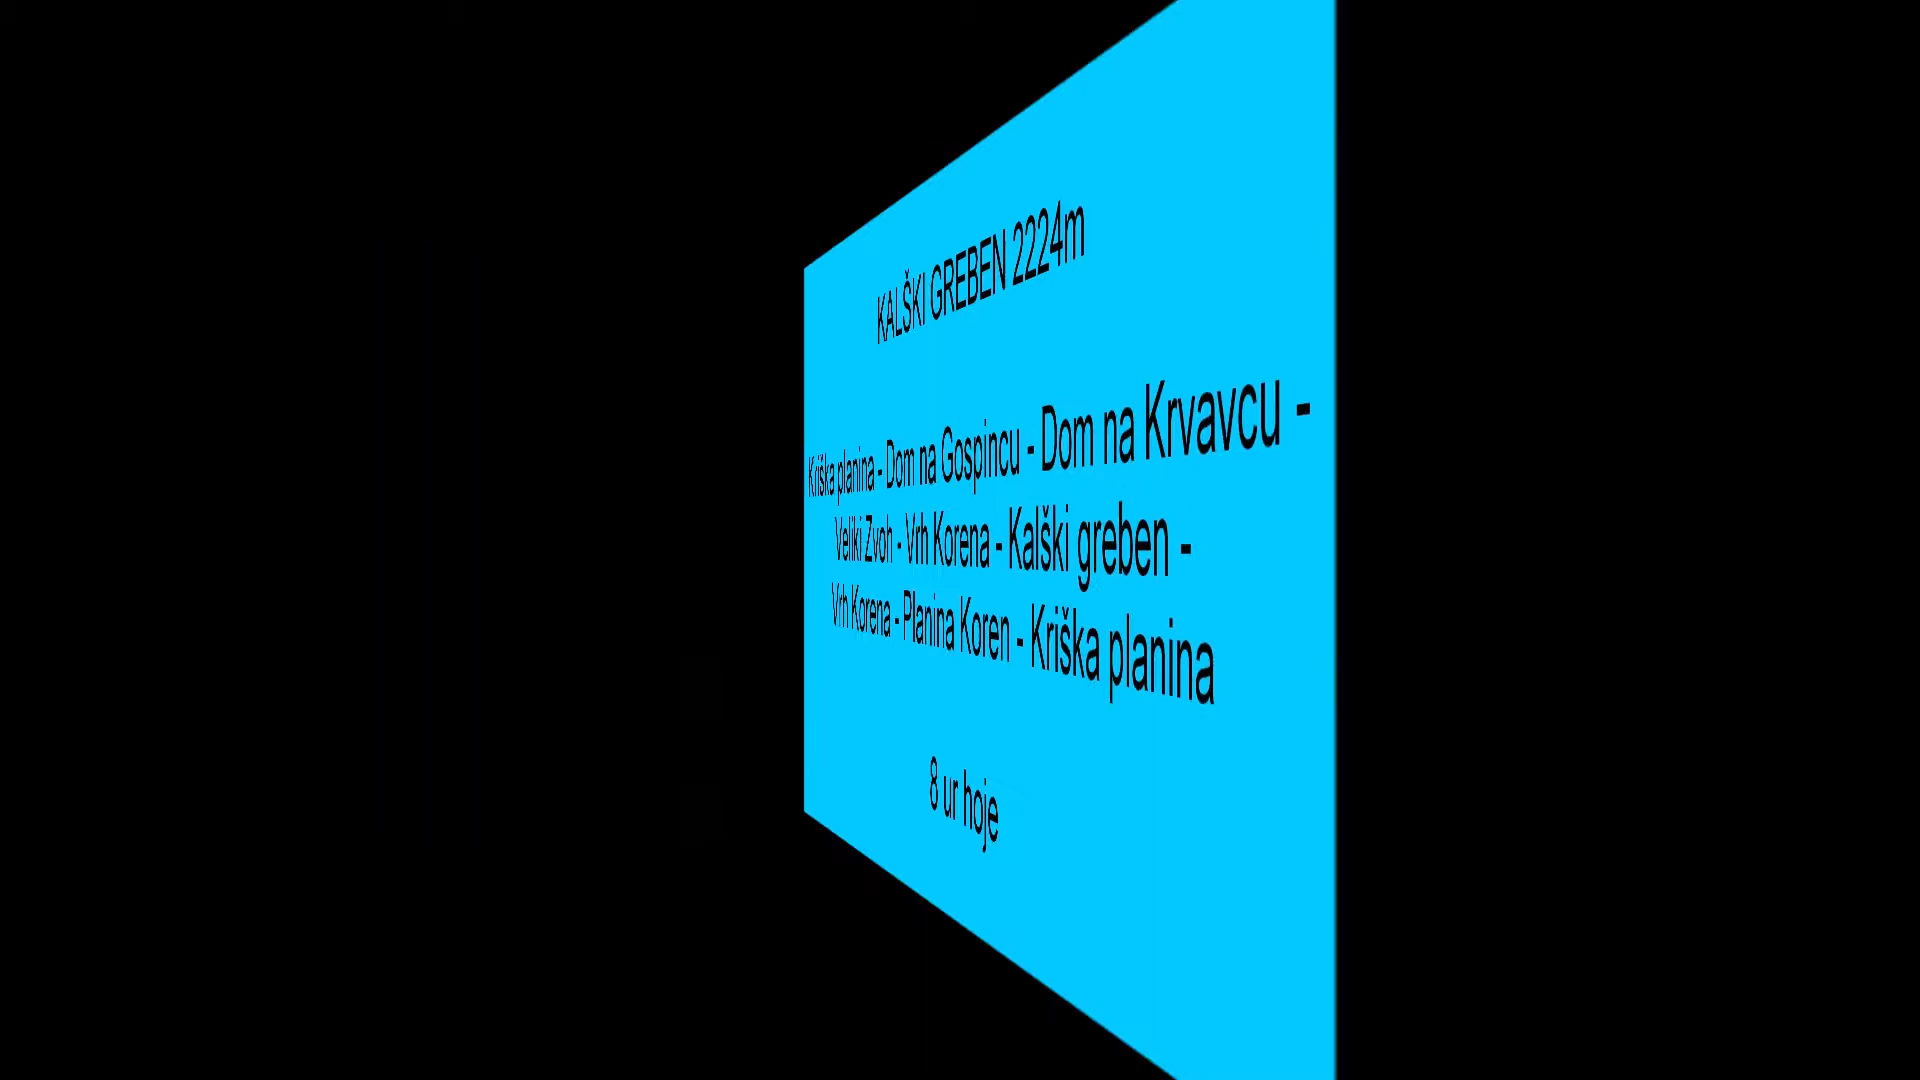 KALŠKI GREBEN 2224m
Kriška planina - Dom na Gospincu - Dom na Krvavcu -
Veliki Zvoh - Vrh Korena - Kalški greben -
Vrh Korena - Planina Koren - Kriška planina
8 ur hoje